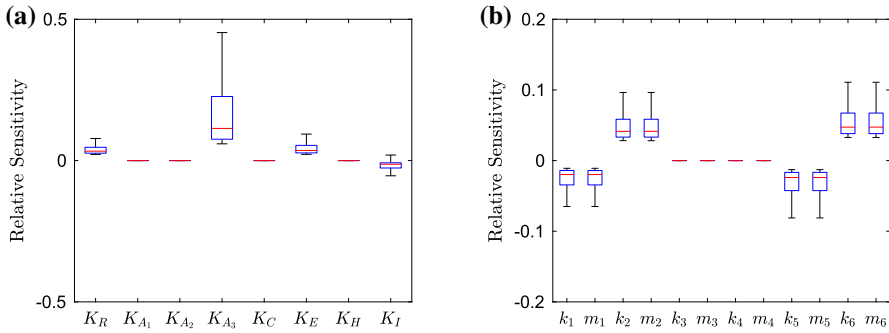 (a)
Relative Sensitivity
0.5
0
-0.5
K_R K_{A_1} K_{A_2} K_{A_3} K_C K_E K_H K_I
(b)
Relative Sensitivity
0.2
0.1
0
-0.1
-0.2
k_1 m_1 k_2 m_2 k_3 m_3 k_4 m_4 k_5 m_5 k_6 m_6